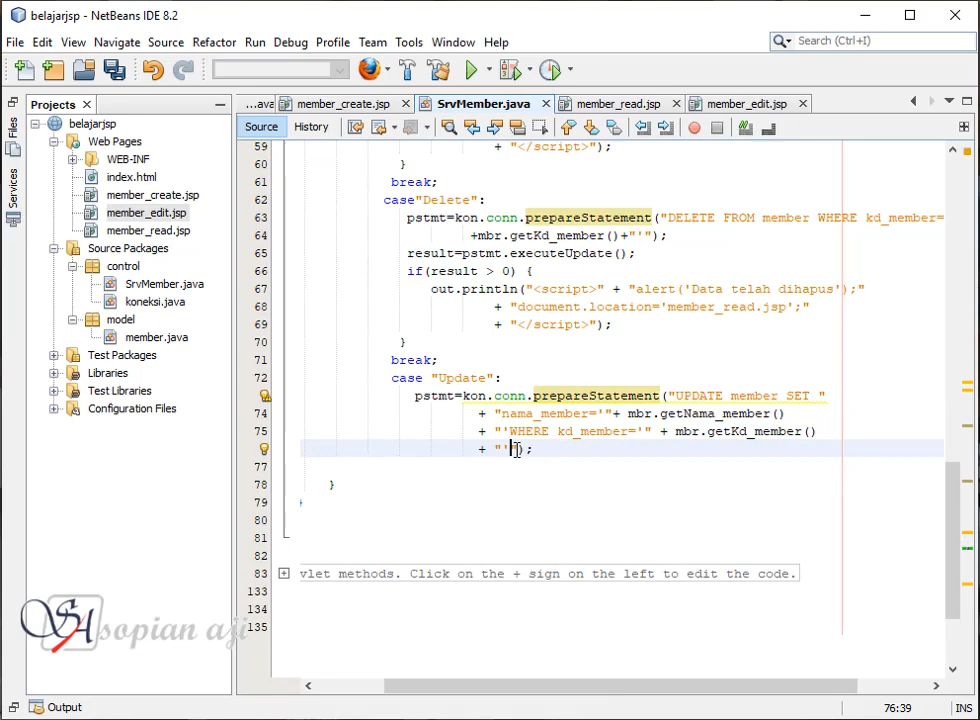 belajarjsp - NetBeans IDE 8.2
File Edit View Navigate Source Refactor Run Debug Profile Team Tools Window Help
Search (Ctrl+I)
Projects
...ava member_create.jsp SrvMember.java member_read.jsp member_edit.jsp
Files
Services
belajarjsp
Web Pages
WEB-INF
index.html
member_create.jsp
member_edit.jsp
member_read.jsp
Source Packages
control
SrvMember.java
koneksi.java
model
member.java
Test Packages
Libraries
Test Libraries
Configuration Files
Source History
59 + "</script>");
60 }
61 break;
62 case"Delete":
63 pstmt=kon.conn.prepareStatement("DELETE FROM member WHERE kd_member=
64 +mbr.getKd_member()+"'");
65 result=pstmt.executeUpdate();
66 if(result > 0) {
67 out.println("<script>" + "alert('Data telah dihapus');"
68 + "document.location='member_read.jsp';"
69 + "</script>");
70 }
71 break;
72 case "Update":
pstmt=kon.conn.prepareStatement("UPDATE member SET "
74 + "nama_member='"+ mbr.getNama_member()
75 + "'WHERE kd_member='" + mbr.getKd_member()
+ "'");
77
78 }
79 }
80
81
82
83 vlet methods. Click on the + sign on the left to edit the code.
133
134
135
SA sopian aji
Output
76:39 INS